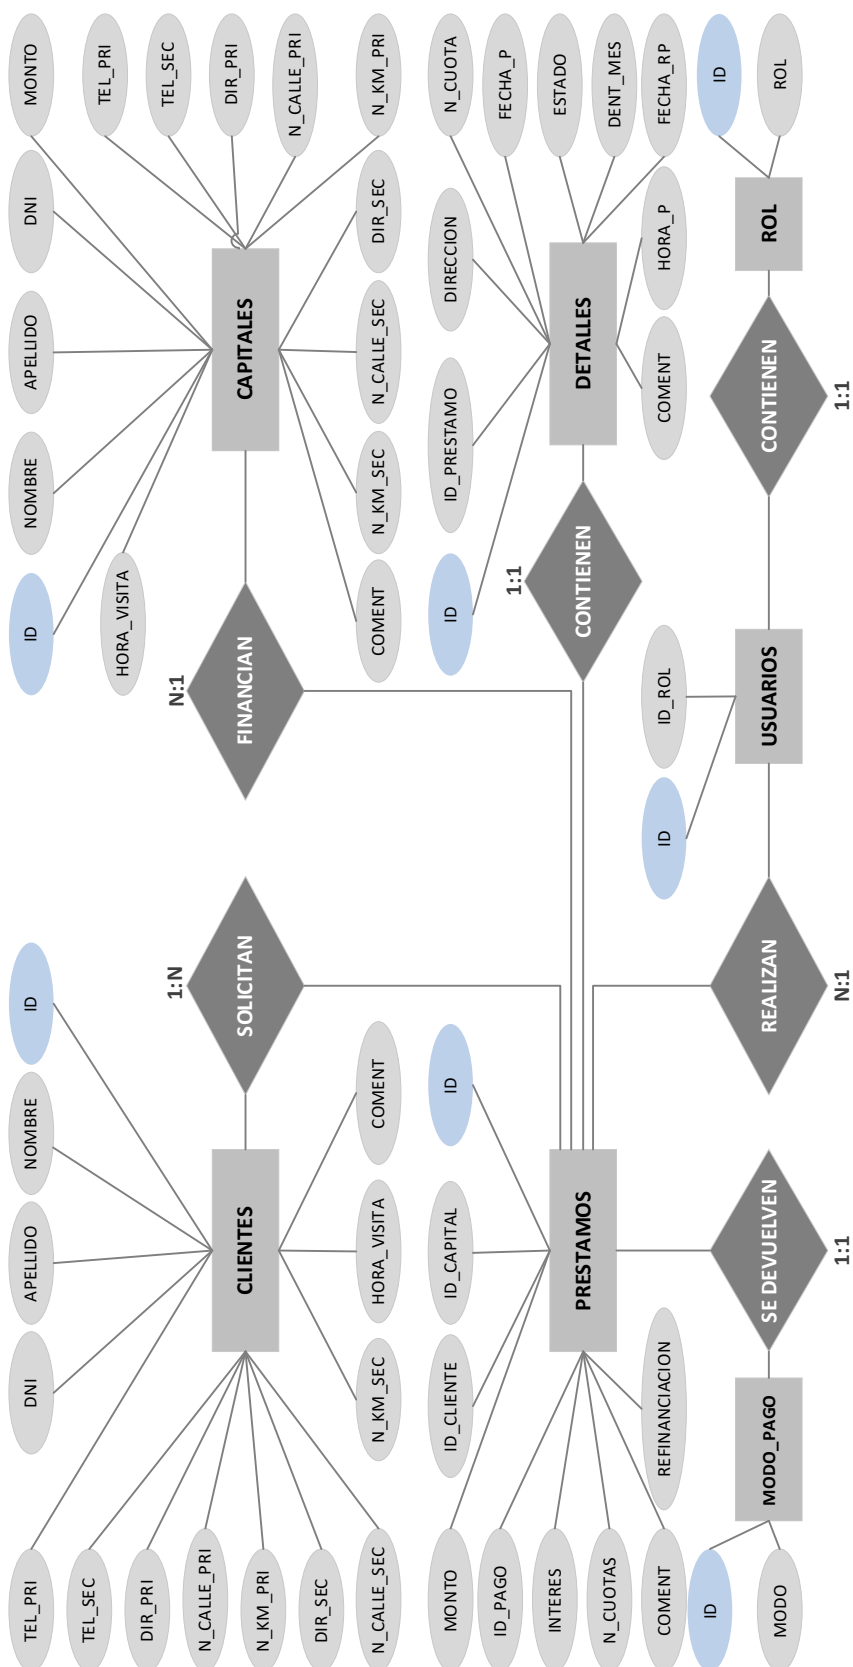 TEL_PRI
DNI
APELLIDO
NOMBRE
ID
ID
NOMBRE
APELLIDO
DNI
MONTO
TEL_SEC
HORA_VISITA
TEL_PRI
DIR_PRI
TEL_SEC
1:N
N:1
N_CALLE_PRI
DIR_PRI
CLIENTES
SOLICITAN
FINANCIAN
CAPITALES
N_KM_PRI
N_CALLE_PRI
DIR_SEC
N_CALLE_SEC
N_KM_SEC
HORA_VISITA
COMENT
COMENT
N_KM_SEC
N_CALLE_SEC
DIR_SEC
N_KM_PRI
MONTO
ID_CLIENTE
ID_CAPITAL
ID
ID
ID_PRESTAMO
DIRECCION
N_CUOTA
ID_PAGO
1:1
FECHA_P
INTERES
PRESTAMOS
CONTIENEN
DETALLES
ESTADO
N_CUOTAS
DENT_MES
COMENT
REFINANCIACION
ID
ID_ROL
COMENT
HORA_P
FECHA_RP
ID
ID
MODO
MODO_PAGO
SE DEVUELVEN
REALIZAN
USUARIOS
CONTIENEN
ROL
ROL
1:1
N:1
1:1